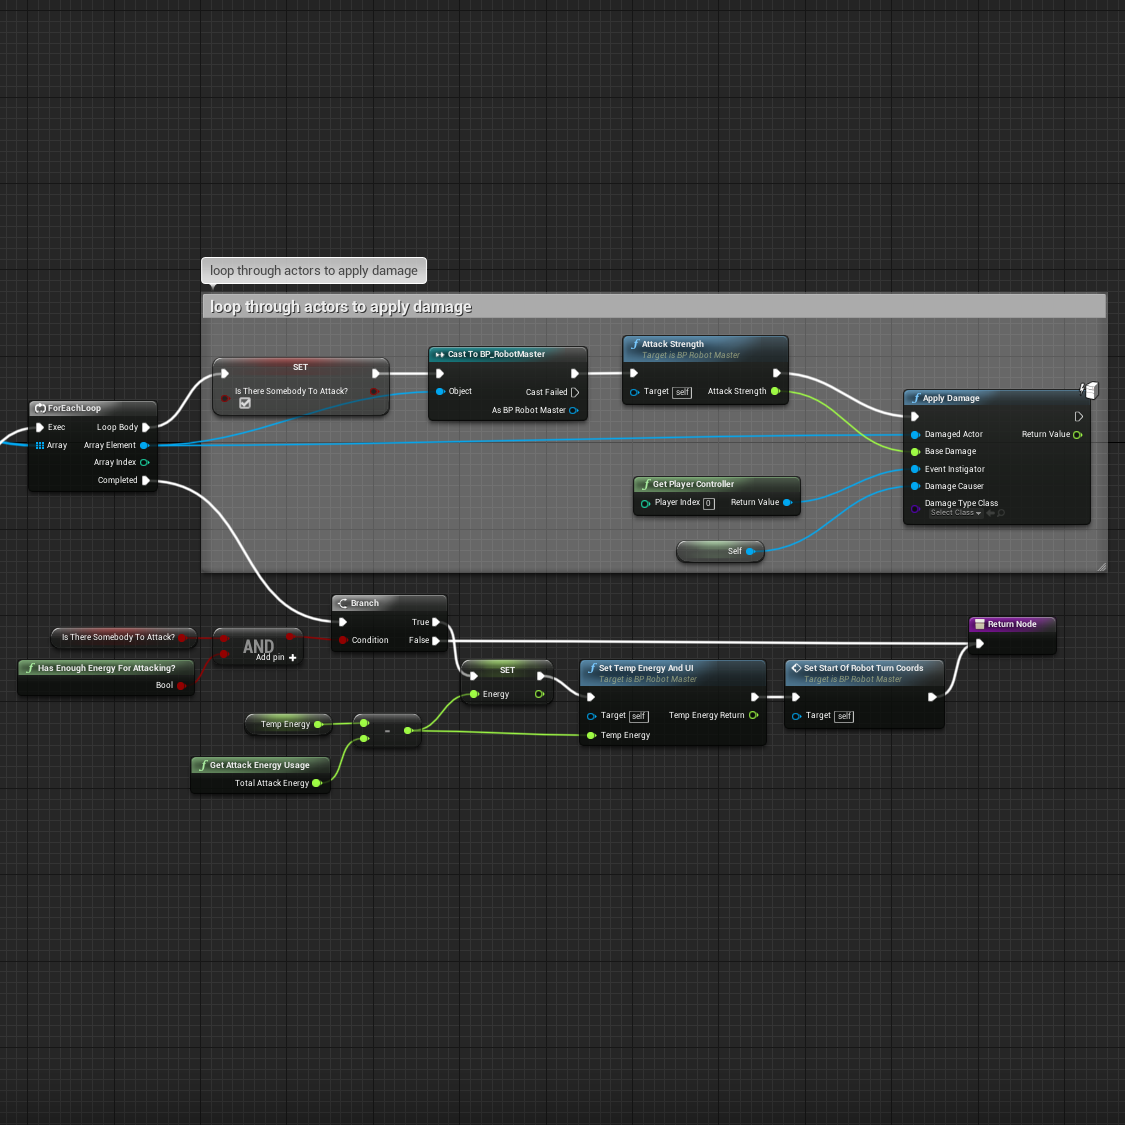 loop through actors to apply damage
loop through actors to apply damage
SET
Is There Somebody To Attack?
Cast To BP_RobotMaster
Object
Cast Failed
As BP Robot Master
Attack Strength
Target is BP Robot Master
Target self
Attack Strength
Apply Damage
Damaged Actor
Return Value
Base Damage
Event Instigator
Damage Causer
Damage Type Class
Select Class
ForEachLoop
Exec
Loop Body
Array
Array Element
Array Index
Completed
Get Player Controller
Player Index 0
Return Value
Self
Branch
True
Condition
False
Is There Somebody To Attack?
AND
Add pin +
Has Enough Energy For Attacking?
Bool
SET
Energy
Set Temp Energy And UI
Target is BP Robot Master
Target self
Temp Energy Return
Temp Energy
Set Start Of Robot Turn Coords
Target is BP Robot Master
Target self
Return Node
Temp Energy
-
Get Attack Energy Usage
Total Attack Energy